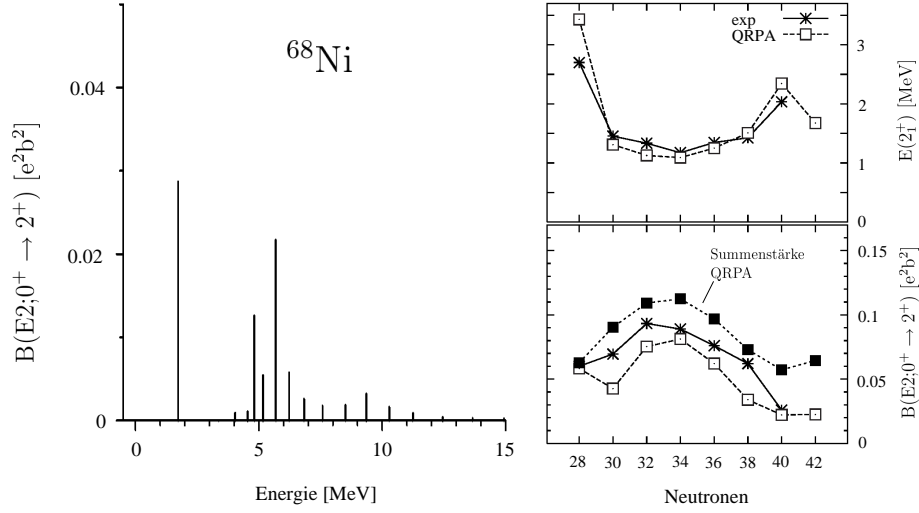 68Ni
B(E2;0+ → 2+) [e2b2]
0.04
0.02
0
0
5
10
15
Energie [MeV]
exp
QRPA
3
2
1
0
E(2+1) [MeV]
Summenstärke
QRPA
0.15
0.10
0.05
0
B(E2;0+ → 2+) [e2b2]
28 30 32 34 36 38 40 42
Neutronen